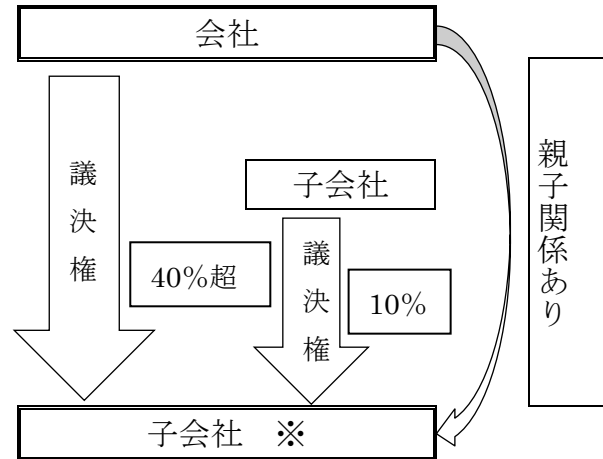 会社
議決権
子会社
議決権
40％超
10％
親子関係あり
子会社　※